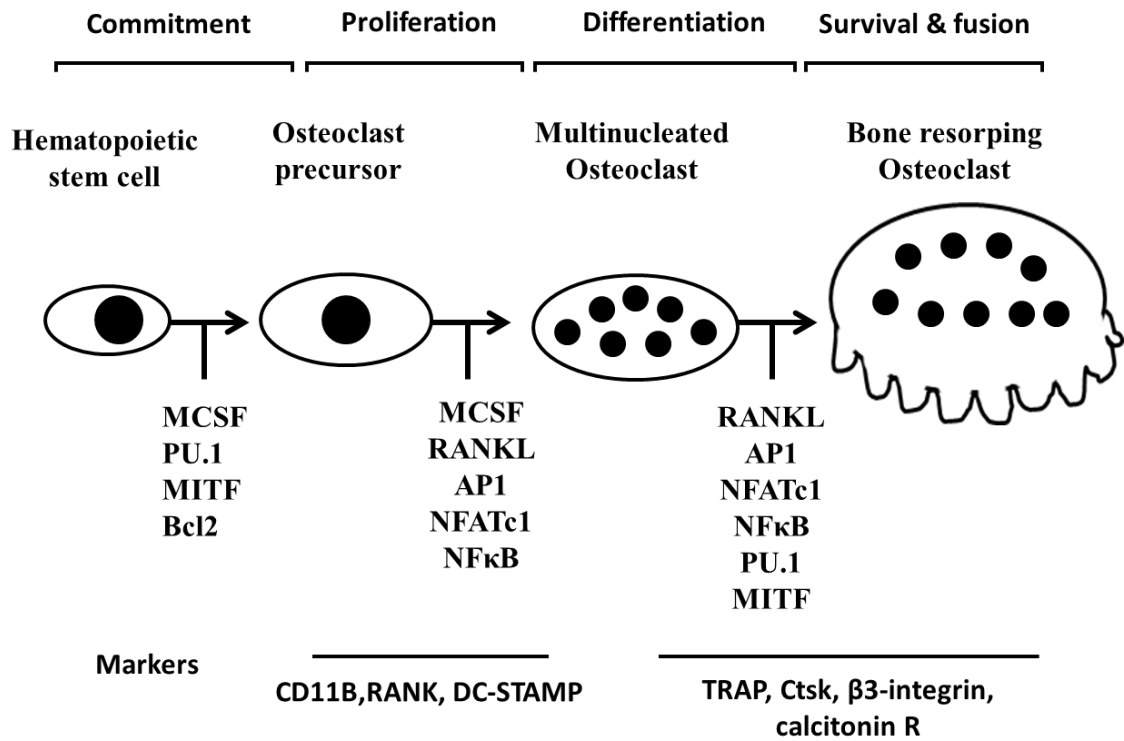 Commitment
Proliferation
Differentiation
Survival & fusion
Hematopoietic
stem cell
Osteoclast
precursor
Multinucleated
Osteoclast
Bone resorping
Osteoclast
MCSF
PU.1
MITF
Bcl2
MCSF
RANKL
AP1
NFATc1
NFκB
RANKL
AP1
NFATc1
NFκB
PU.1
MITF
Markers
CD11B,RANK, DC-STAMP
TRAP, Ctsk, β3-integrin,
calcitonin R